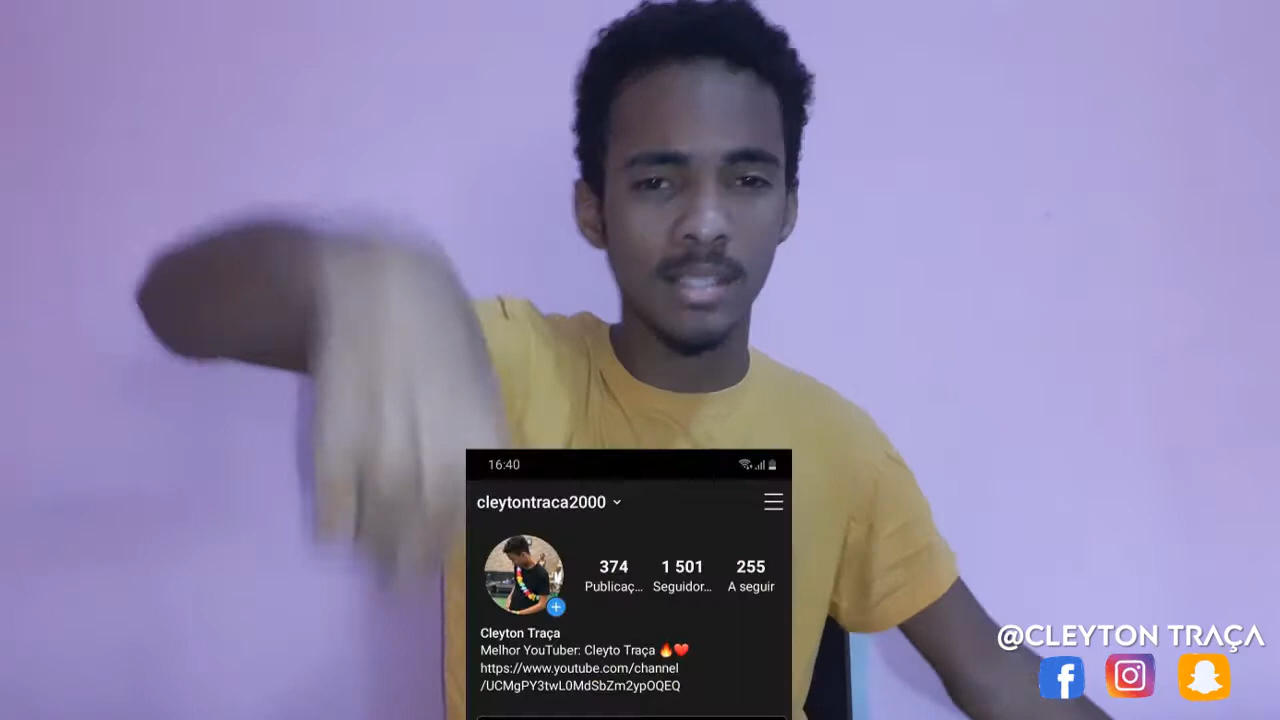 16:40
cleytontraca2000
374 1 501 255
Publicaç... Seguidor... A seguir
Cleyton Traça
Melhor YouTuber: Cleyto Traça 🔥❤️
https://www.youtube.com/channel
/UCMgPY3twL0MdSbZm2ypOQEQ
@CLEYTON TRAÇA